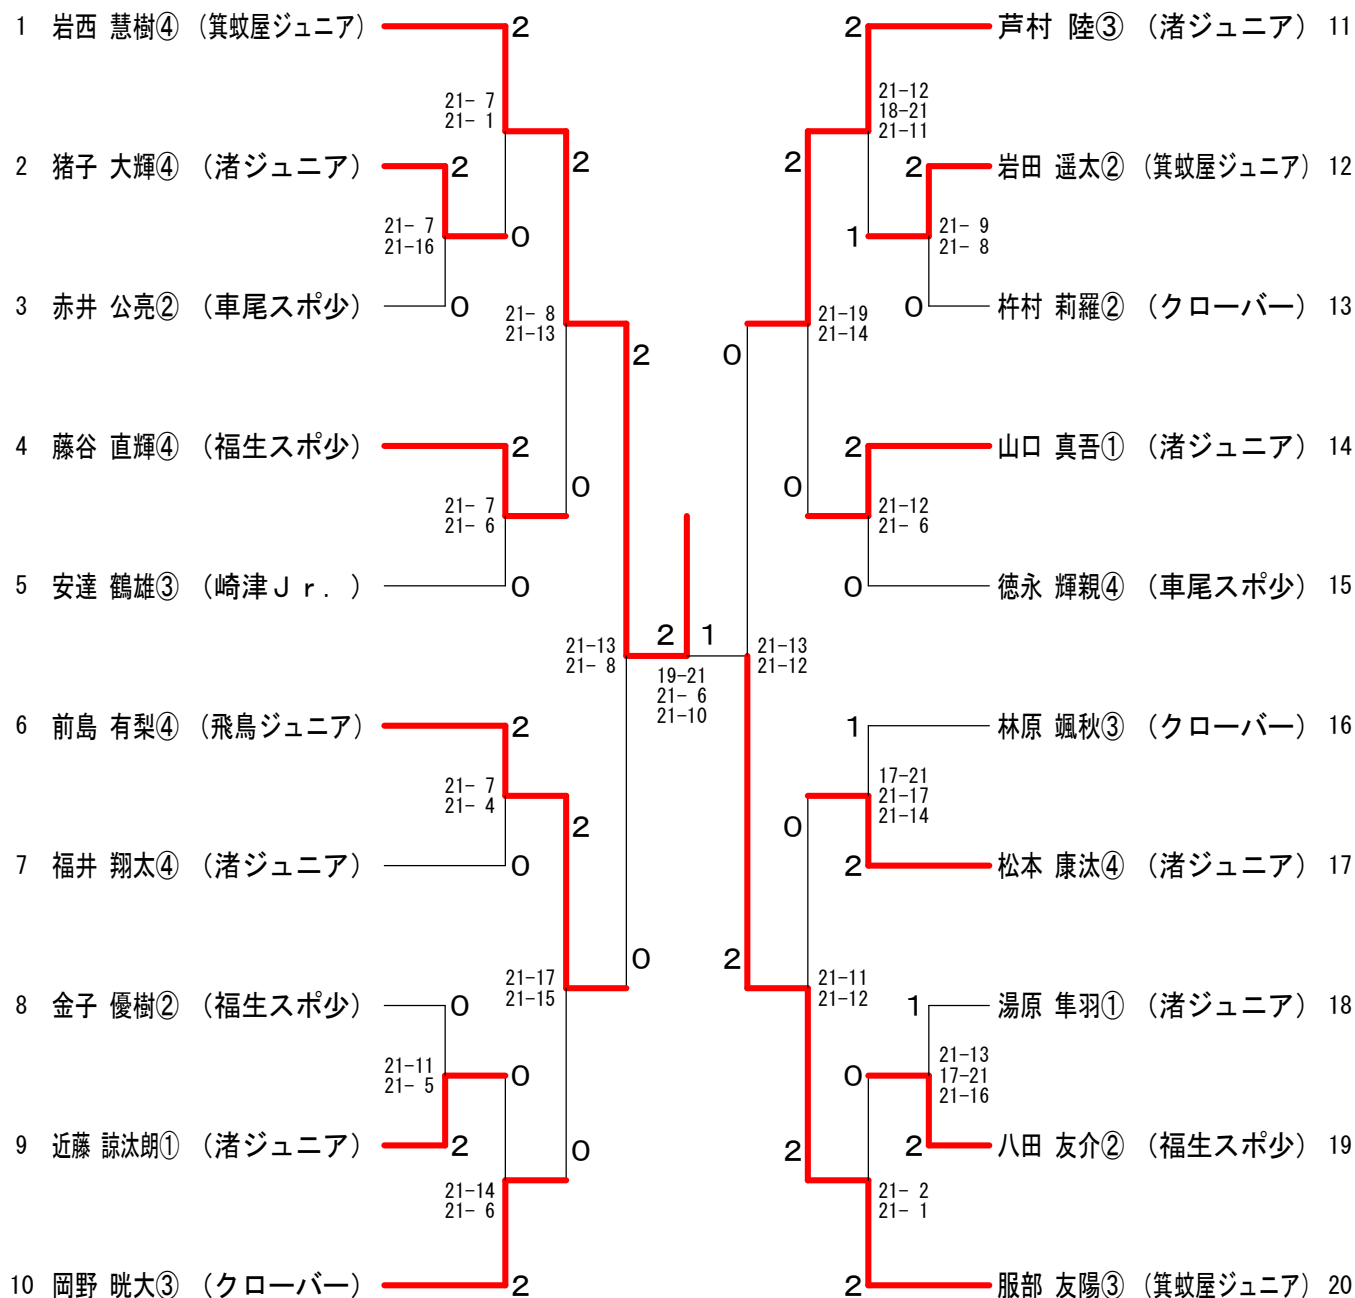 1 岩西 慧樹④ (箕蚊屋ジュニア) 2
21- 7
21- 1
2 猪子 大輝④ (渚ジュニア) 2
2
21- 7
21-16
0
3 赤井 公亮② (車尾スポ少) 0
21- 8
21-13
2
4 藤谷 直輝④ (福生スポ少) 2
0
21- 7
21- 6
5 安達 鶴雄③ (崎津Ｊｒ．) 0
21-13
21- 8
2 1
19-21
21- 6
21-10
6 前島 有梨④ (飛鳥ジュニア) 2
21- 7
21- 4
2
7 福井 翔太④ (渚ジュニア) 0
0
21-17
21-15
8 金子 優樹② (福生スポ少) 0
21-11
21- 5
0
9 近藤 諒汰朗① (渚ジュニア) 2
0
21-14
21- 6
10 岡野 晄大③ (クローバー) 2
2 芦村 陸③ (渚ジュニア) 11
21-12
18-21
21-11
2
2 岩田 遥太② (箕蚊屋ジュニア) 12
1
21- 9
21- 8
0 杵村 莉羅② (クローバー) 13
21-19
21-14
0
2 山口 真吾① (渚ジュニア) 14
0
21-12
21- 6
0 徳永 輝親④ (車尾スポ少) 15
21-13
21-12
1 林原 颯秋③ (クローバー) 16
17-21
21-17
21-14
0
2 松本 康汰④ (渚ジュニア) 17
2
21-11
21-12
1 湯原 隼羽① (渚ジュニア) 18
21-13
17-21
21-16
0
2 八田 友介② (福生スポ少) 19
2
21- 2
21- 1
2 服部 友陽③ (箕蚊屋ジュニア) 20